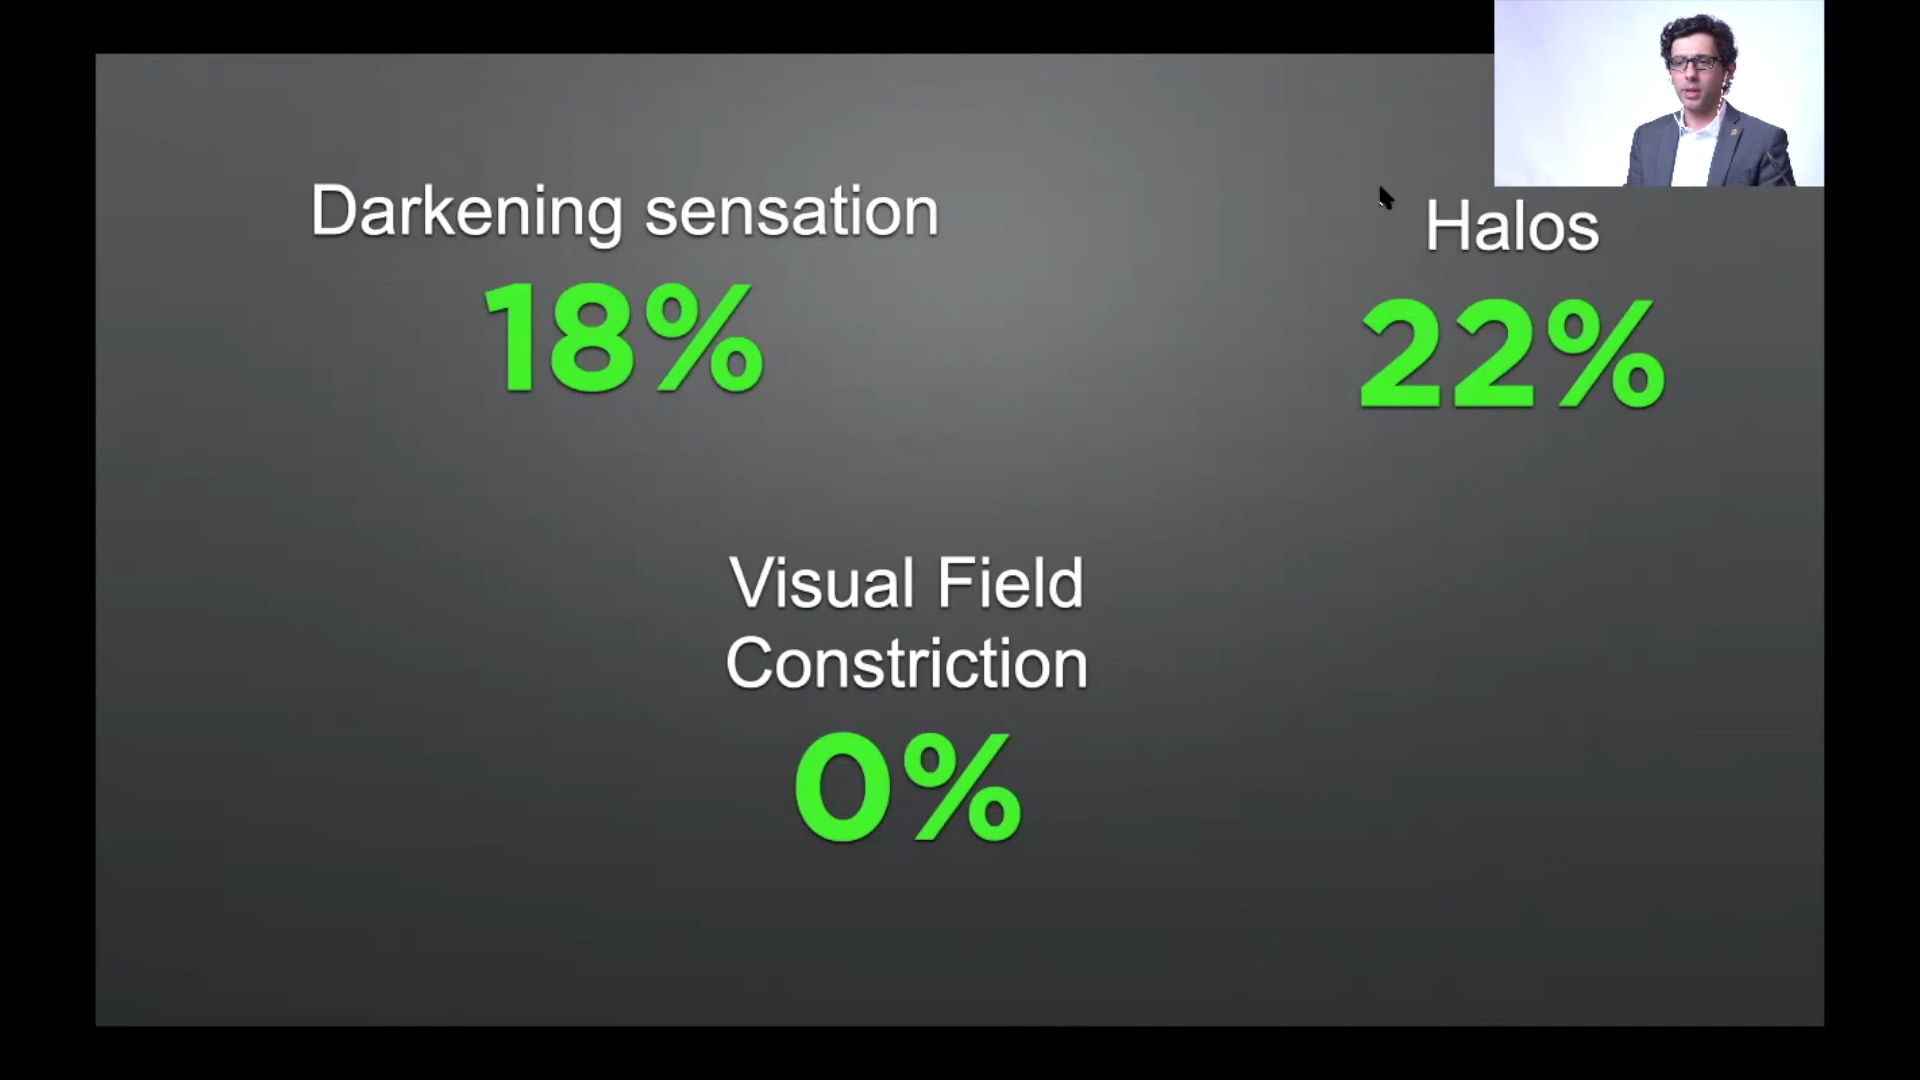 Darkening sensation
18%
Halos
22%
Visual Field
Constriction
0%